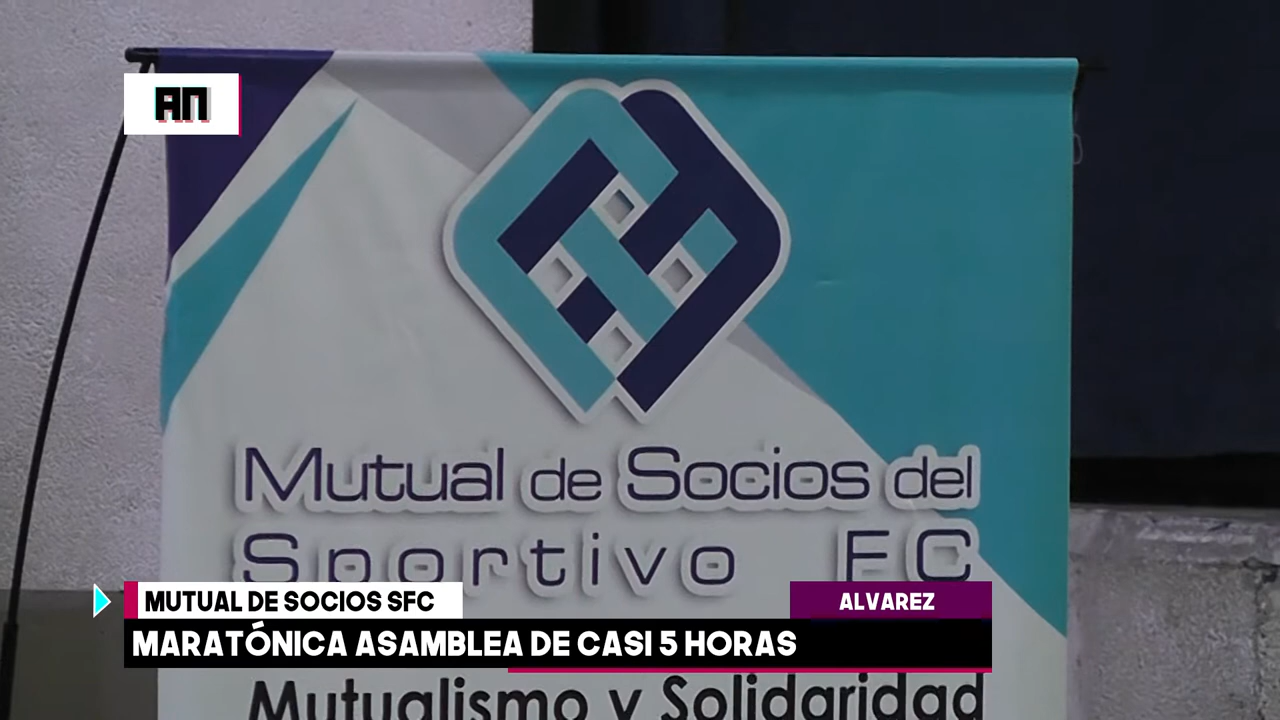 AN
Mutual de Socios del
Sportivo FC
MUTUAL DE SOCIOS SFC
ALVAREZ
MARATÓNICA ASAMBLEA DE CASI 5 HORAS
Mutualismo y Solidaridad